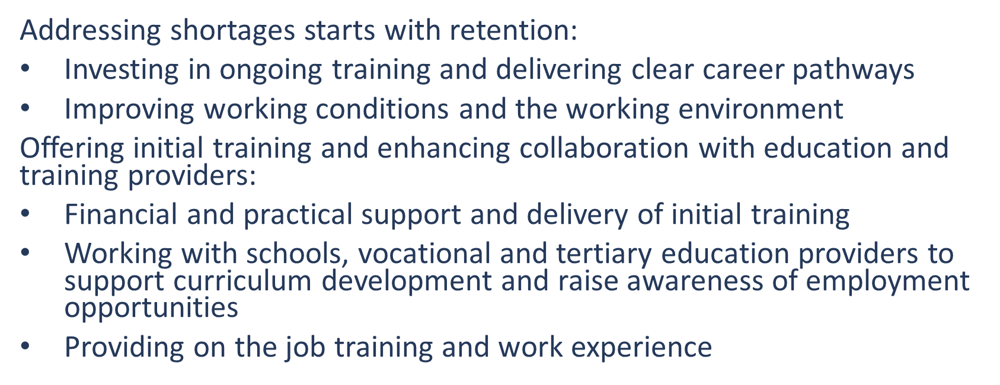 Addressing shortages starts with retention:
• Investing in ongoing training and delivering clear career pathways
• Improving working conditions and the working environment
Offering initial training and enhancing collaboration with education and
training providers:
• Financial and practical support and delivery of initial training
• Working with schools, vocational and tertiary education providers to
support curriculum development and raise awareness of employment
opportunities
• Providing on the job training and work experience